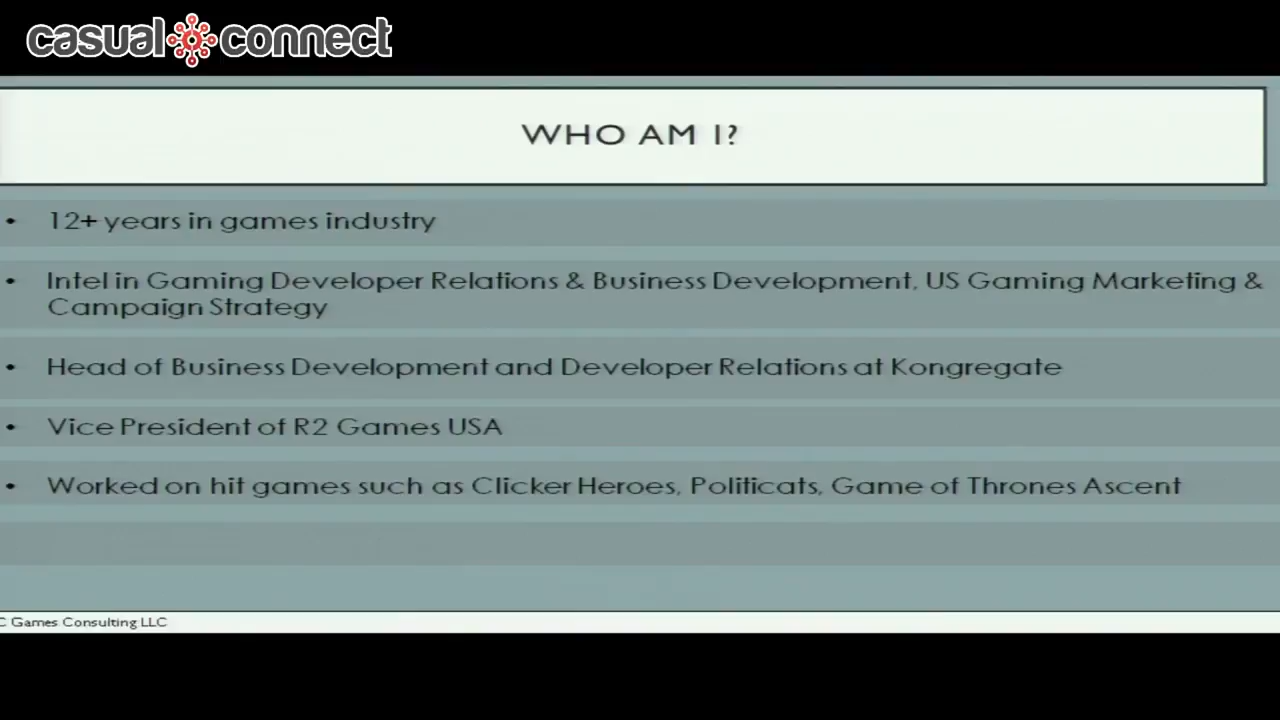 casual connect
WHO AM I?
• 12+ years in games industry
• Intel in Gaming Developer Relations & Business Development, US Gaming Marketing &
Campaign Strategy
• Head of Business Development and Developer Relations at Kongregate
• Vice President of R2 Games USA
• Worked on hit games such as Clicker Heroes, Politicats, Game of Thrones Ascent
C Games Consulting LLC